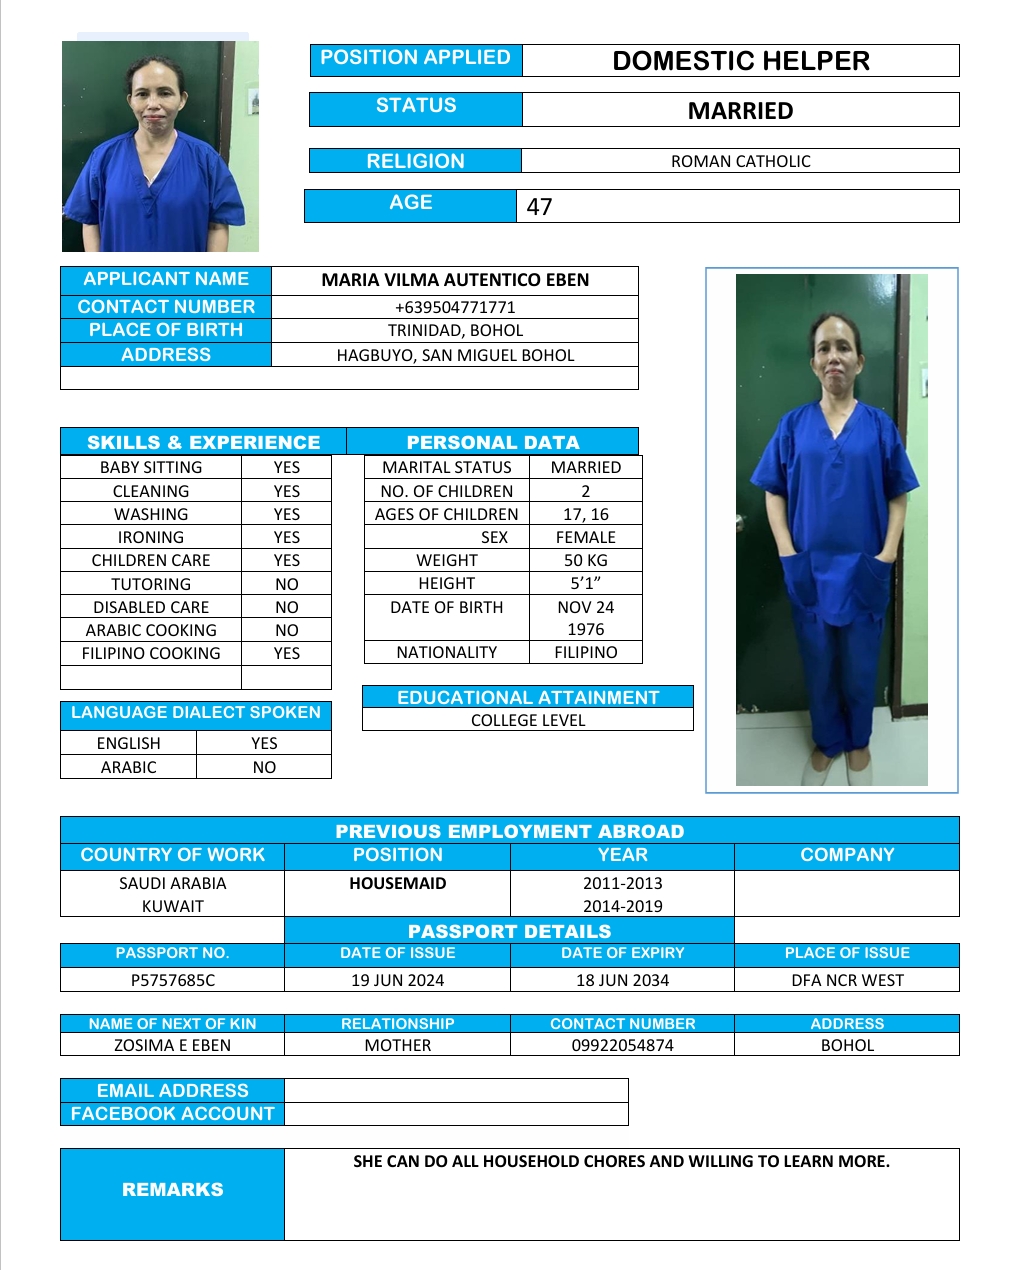 POSITION APPLIED DOMESTIC HELPER
STATUS MARRIED
RELIGION ROMAN CATHOLIC
AGE 47
APPLICANT NAME MARIA VILMA AUTENTICO EBEN
CONTACT NUMBER +639504771771
PLACE OF BIRTH TRINIDAD, BOHOL
ADDRESS HAGBUYO, SAN MIGUEL BOHOL
SKILLS & EXPERIENCE
BABY SITTING YES
CLEANING YES
WASHING YES
IRONING YES
CHILDREN CARE YES
TUTORING NO
DISABLED CARE NO
ARABIC COOKING NO
FILIPINO COOKING YES
LANGUAGE DIALECT SPOKEN
ENGLISH YES
ARABIC NO
PERSONAL DATA
MARITAL STATUS MARRIED
NO. OF CHILDREN 2
AGES OF CHILDREN 17, 16
SEX FEMALE
WEIGHT 50 KG
HEIGHT 5’1”
DATE OF BIRTH NOV 24
1976
NATIONALITY FILIPINO
EDUCATIONAL ATTAINMENT
COLLEGE LEVEL
PREVIOUS EMPLOYMENT ABROAD
COUNTRY OF WORK POSITION YEAR COMPANY
SAUDI ARABIA HOUSEMAID 2011-2013
KUWAIT 2014-2019
PASSPORT DETAILS
PASSPORT NO. DATE OF ISSUE DATE OF EXPIRY PLACE OF ISSUE
P5757685C 19 JUN 2024 18 JUN 2034 DFA NCR WEST
NAME OF NEXT OF KIN RELATIONSHIP CONTACT NUMBER ADDRESS
ZOSIMA E EBEN MOTHER 09922054874 BOHOL
EMAIL ADDRESS
FACEBOOK ACCOUNT
REMARKS SHE CAN DO ALL HOUSEHOLD CHORES AND WILLING TO LEARN MORE.